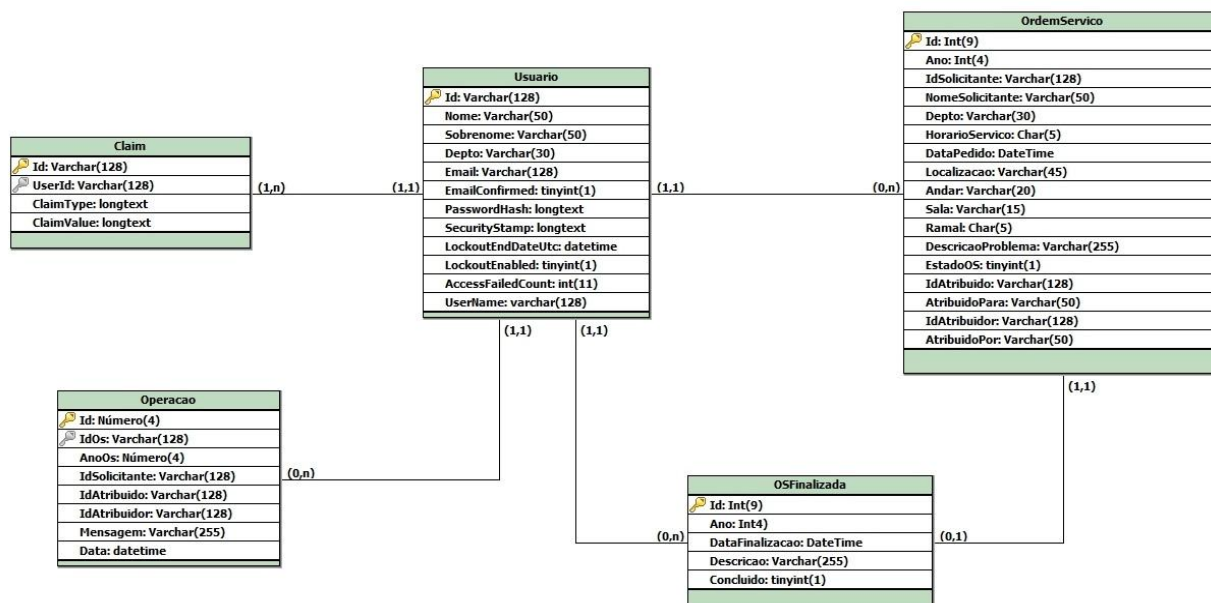 OrdemServico
Id: Int(9)
Ano: Int(4)
IdSolicitante: Varchar(128)
NomeSolicitante: Varchar(50)
Depto: Varchar(30)
HorarioServico: Char(5)
DataPedido: DateTime
Localizacao: Varchar(45)
Andar: Varchar(20)
Sala: Varchar(15)
Ramal: Char(5)
DescricaoProblema: Varchar(255)
EstadoOS: tinyint(1)
IdAtribuido: Varchar(128)
AtribuidoPara: Varchar(50)
IdAtribuidor: Varchar(128)
AtribuidoPor: Varchar(50)
Usuario
Id: Varchar(128)
Nome: Varchar(50)
Sobrenome: Varchar(50)
Depto: Varchar(30)
Email: Varchar(128)
EmailConfirmed: tinyint(1)
PasswordHash: longtext
SecurityStamp: longtext
LockoutEndDateUtc: datetime
LockoutEnabled: tinyint(1)
AccessFailedCount: int(11)
UserName: varchar(128)
Claim
Id: Varchar(128)
UserId: Varchar(128)
ClaimType: longtext
ClaimValue: longtext
(1,n)
(1,1)
(1,1)
(0,n)
(1,1)
(1,1)
(1,1)
Operacao
Id: Número(4)
IdOs: Varchar(128)
AnoOs: Número(4)
IdSolicitante: Varchar(128)
IdAtribuido: Varchar(128)
IdAtribuidor: Varchar(128)
Mensagem: Varchar(255)
Data: datetime
(0,n)
OSFinalizada
Id: Int(9)
Ano: Int4)
DataFinalizacao: DateTime
Descricao: Varchar(255)
Concluido: tinyint(1)
(0,n)
(0,1)